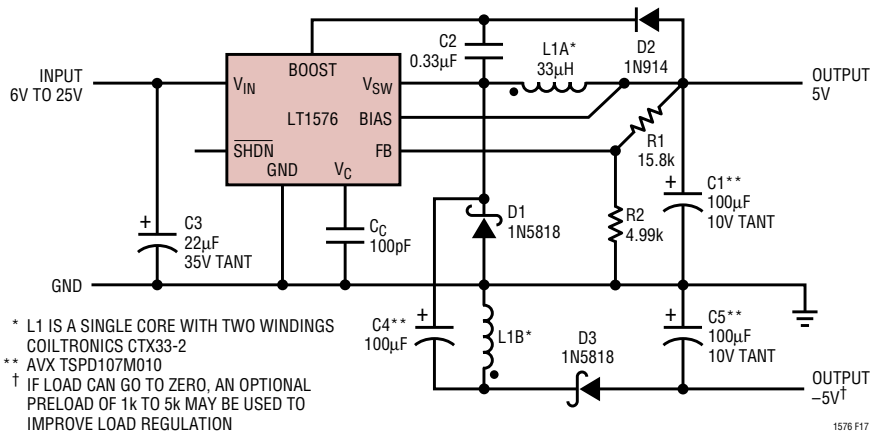 C2
0.33µF
D2
1N914
L1A*
33µH
INPUT
6V TO 25V
BOOST
V_IN
V_SW
LT1576
BIAS
SHDN
FB
GND
V_C
OUTPUT
5V
R1
15.8k
C3
22µF
35V TANT
+
C_C
100pF
+
D1
1N5818
R2
4.99k
+
C1**
100µF
10V TANT
GND
C4**
100µF
L1B*
D3
1N5818
+
C5**
100µF
10V TANT
+
OUTPUT
–5V†
* L1 IS A SINGLE CORE WITH TWO WINDINGS
COILTRONICS CTX33-2
** AVX TSPD107M010
† IF LOAD CAN GO TO ZERO, AN OPTIONAL
PRELOAD OF 1k TO 5k MAY BE USED TO
IMPROVE LOAD REGULATION
1576 F17